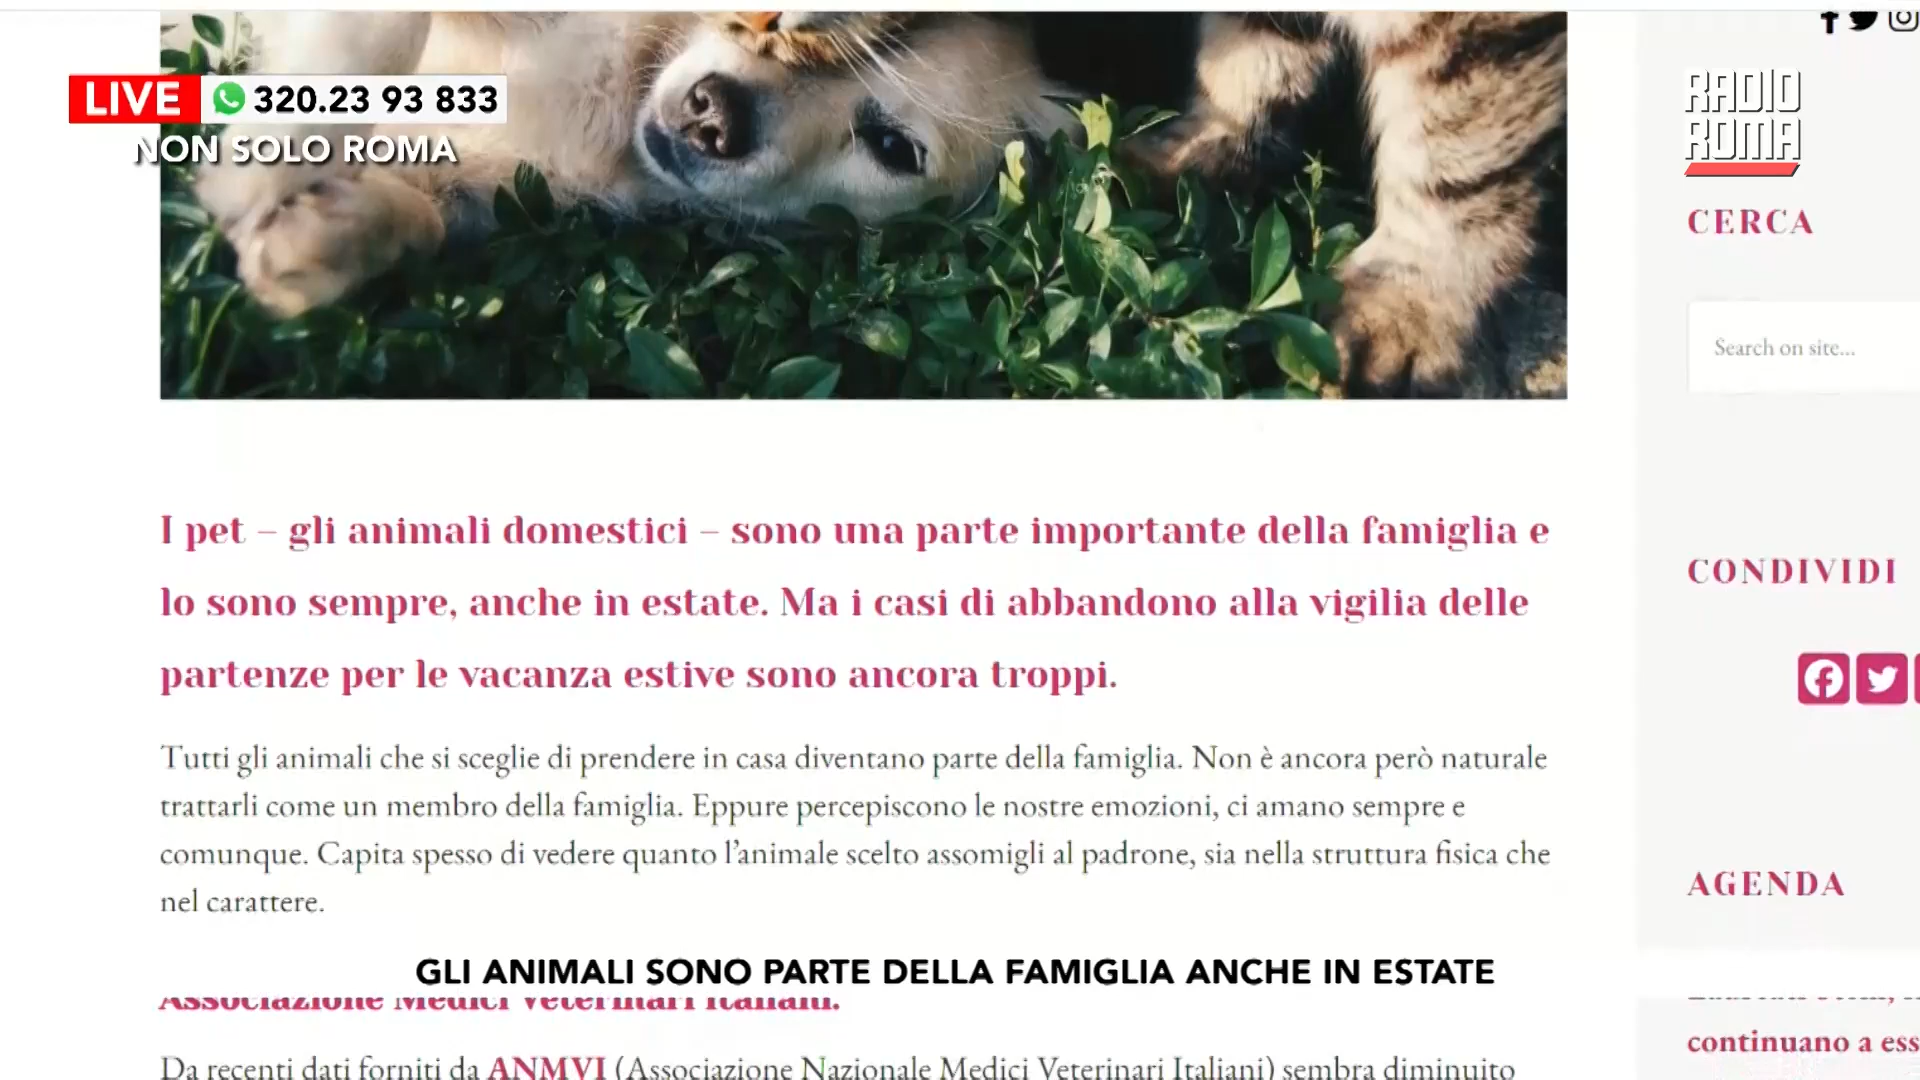 LIVE 320.23 93 833
NON SOLO ROMA
RADIO
ROMA
CERCA
Search on site...
I pet – gli animali domestici – sono una parte importante della famiglia e
lo sono sempre, anche in estate. Ma i casi di abbandono alla vigilia delle
partenze per le vacanza estive sono ancora troppi.
CONDIVIDI
Tutti gli animali che si sceglie di prendere in casa diventano parte della famiglia. Non è ancora però naturale
trattarli come un membro della famiglia. Eppure percepiscono le nostre emozioni, ci amano sempre e
comunque. Capita spesso di vedere quanto l’animale scelto assomigli al padrone, sia nella struttura fisica che
nel carattere.
AGENDA
GLI ANIMALI SONO PARTE DELLA FAMIGLIA ANCHE IN ESTATE
Associazione Medici Veterinari Italiani.
continuano a ess
Da recenti dati forniti da ANMVI (Associazione Nazionale Medici Veterinari Italiani) sembra diminuito